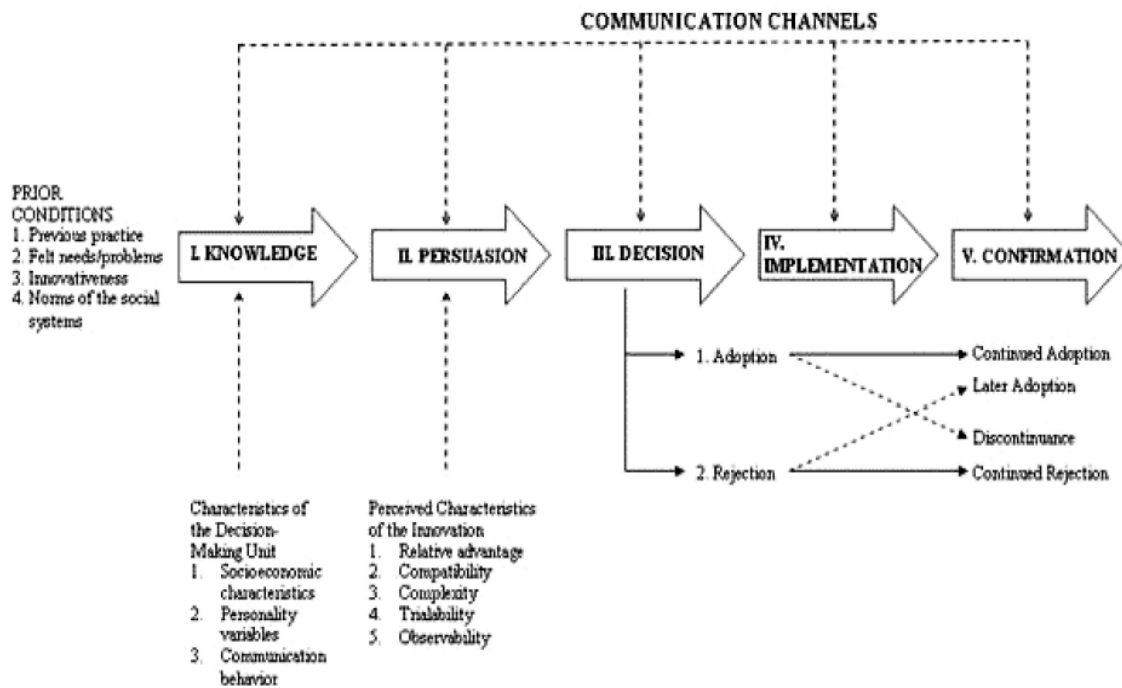 COMMUNICATION CHANNELS
PRIOR
CONDITIONS
1. Previous practice
2. Felt needs/problems
3. Innovativeness
4. Norms of the social
systems
I. KNOWLEDGE
II. PERSUASION
III. DECISION
IV.
IMPLEMENTATION
V. CONFIRMATION
1. Adoption
Continued Adoption
Later Adoption
Discontinuance
2. Rejection
Continued Rejection
Characteristics of
the Decision-
Making Unit
1. Socioeconomic
characteristics
2. Personality
variables
3. Communication
behavior
Perceived Characteristics
of the Innovation
1. Relative advantage
2. Compatibility
3. Complexity
4. Trialability
5. Observability